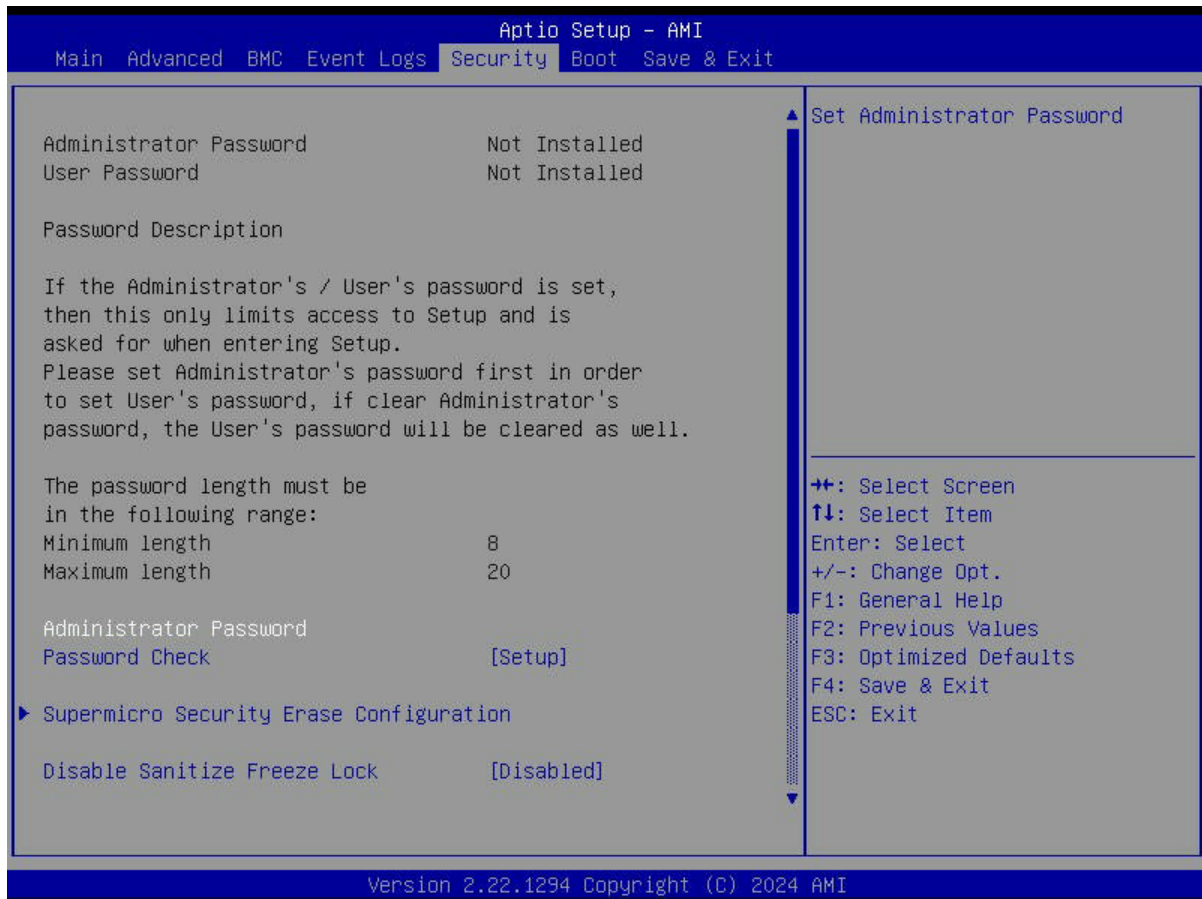 Aptio Setup – AMI
Main Advanced BMC Event Logs Security Boot Save & Exit
Administrator Password Not Installed
User Password Not Installed
Password Description
If the Administrator's / User's password is set,
then this only limits access to Setup and is
asked for when entering Setup.
Please set Administrator's password first in order
to set User's password, if clear Administrator's
password, the User's password will be cleared as well.
The password length must be
in the following range:
Minimum length 8
Maximum length 20
Administrator Password
Password Check [Setup]
▶ Supermicro Security Erase Configuration
Disable Sanitize Freeze Lock [Disabled]
Set Administrator Password
→←: Select Screen
↑↓: Select Item
Enter: Select
+/-: Change Opt.
F1: General Help
F2: Previous Values
F3: Optimized Defaults
F4: Save & Exit
ESC: Exit
Version 2.22.1294 Copyright (C) 2024 AMI